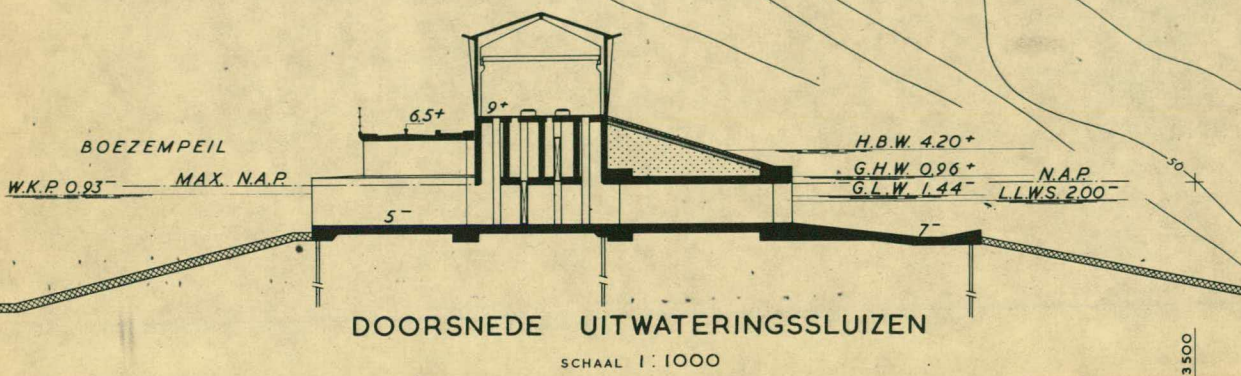 9+
6.5+
BOEZEMPEIL
W.K.P. 0.93-
MAX. N.A.P.
H.B.W. 4.20+
G.H.W. 0.96+
N.A.P.
G.L.W. 1.44-
L.L.W.S. 2.00-
50
5-
7-
DOORSNEDE UITWATERINGSSLUIZEN
SCHAAL 1:1000
3500